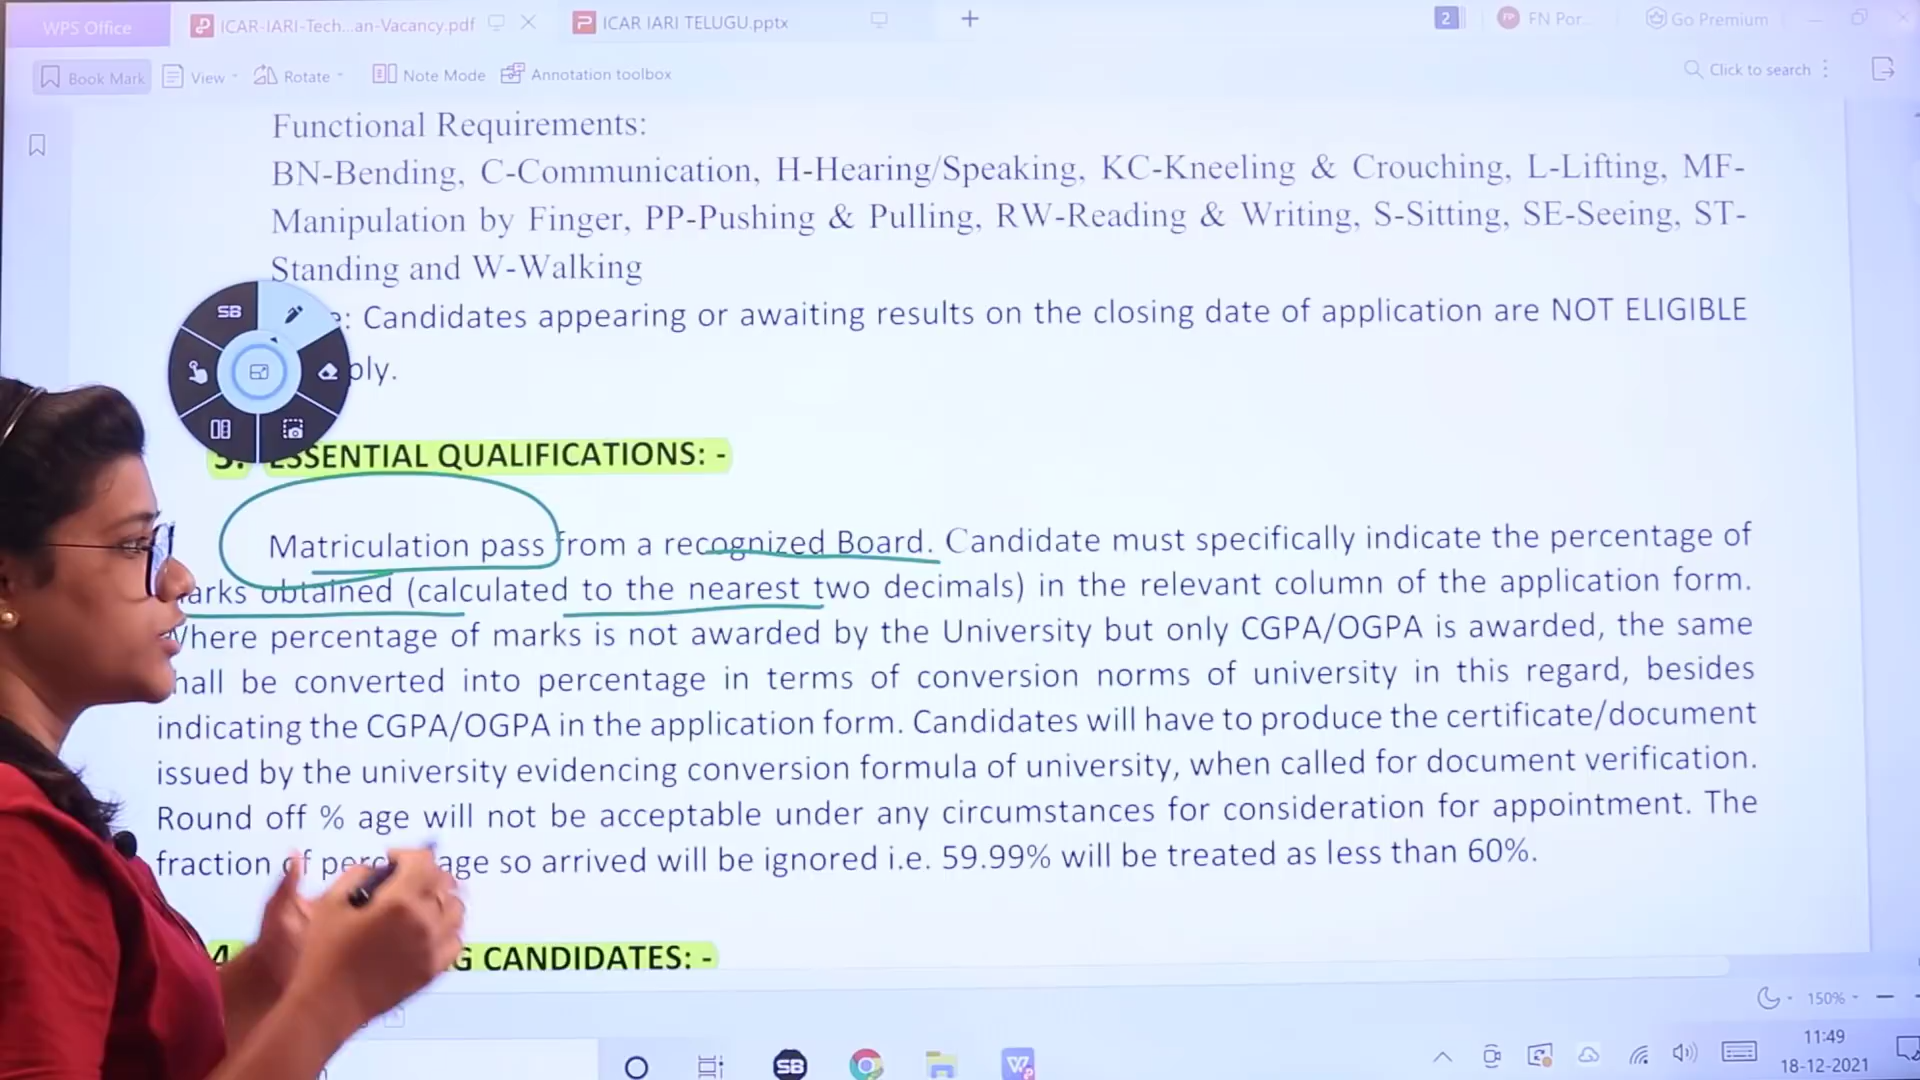 WPS Office
ICAR-IARI-Tech...an-Vacancy.pdf
ICAR IARI TELUGU.pptx
2
FN Por...
Go Premium
Book Mark
View
Rotate
Note Mode
Annotation toolbox
Click to search
Functional Requirements:
BN-Bending, C-Communication, H-Hearing/Speaking, KC-Kneeling & Crouching, L-Lifting, MF-
Manipulation by Finger, PP-Pushing & Pulling, RW-Reading & Writing, S-Sitting, SE-Seeing, ST-
Standing and W-Walking
: Candidates appearing or awaiting results on the closing date of application are NOT ELIGIBLE
ply.
SB
3. ESSENTIAL QUALIFICATIONS: -
Matriculation pass from a recognized Board. Candidate must specifically indicate the percentage of
arks obtained (calculated to the nearest two decimals) in the relevant column of the application form.
Where percentage of marks is not awarded by the University but only CGPA/OGPA is awarded, the same
hall be converted into percentage in terms of conversion norms of university in this regard, besides
indicating the CGPA/OGPA in the application form. Candidates will have to produce the certificate/document
issued by the university evidencing conversion formula of university, when called for document verification.
Round off % age will not be acceptable under any circumstances for consideration for appointment. The
fraction of age so arrived will be ignored i.e. 59.99% will be treated as less than 60%.
4 G CANDIDATES: -
150%
SB
11:49
18-12-2021